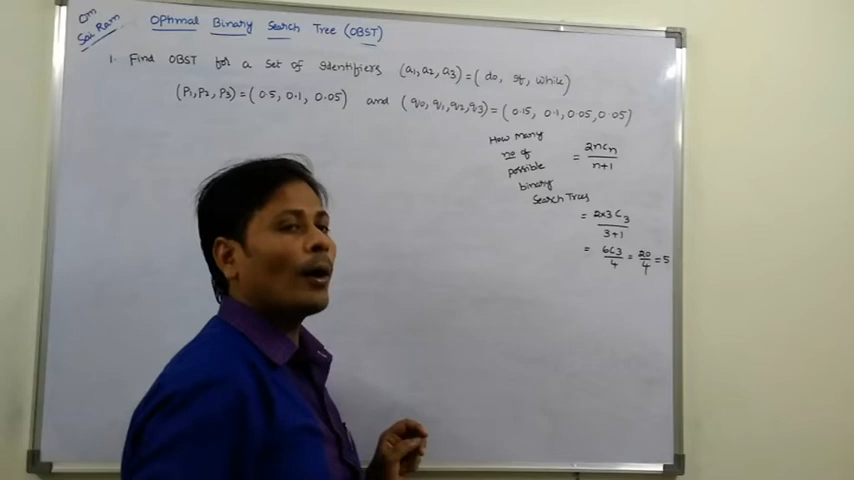 Om
Sai Ram
Optimal Binary Search Tree (OBST)
1. Find OBST for a set of identifiers (a1, a2, a3) = (do, if, while)
(P1, P2, P3) = (0.5, 0.1, 0.05) and (q0, q1, q2, q3) = (0.15, 0.1, 0.05, 0.05)
How many
no of
possible
binary
Search Trees
= 2nCn
n+1
= 2x3C3
3+1
= 6C3 / 4 = 20 / 4 = 5